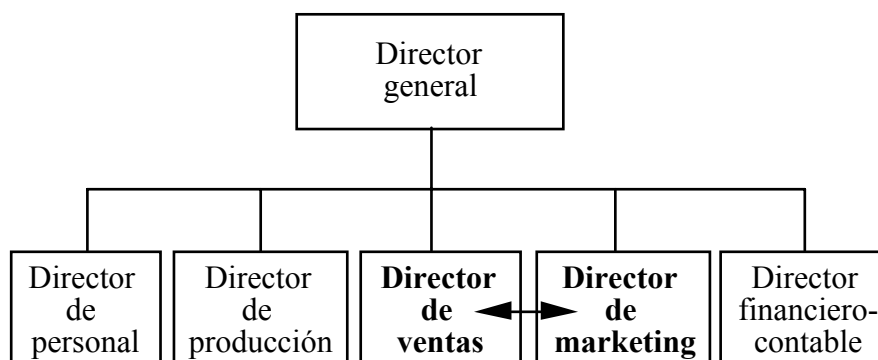 Director
general
Director
de
personal
Director
de
producción
Director
de
ventas
Director
de
marketing
Director
financiero-
contable